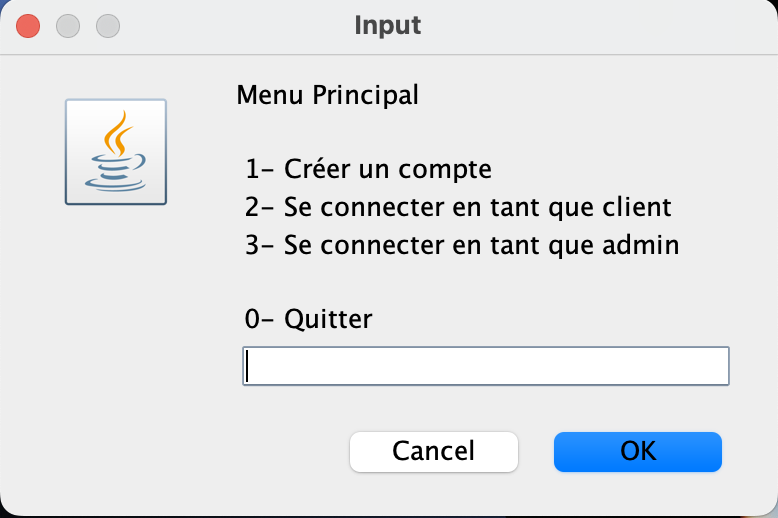 Input
Menu Principal
1- Créer un compte
2- Se connecter en tant que client
3- Se connecter en tant que admin
0- Quitter
Cancel
OK